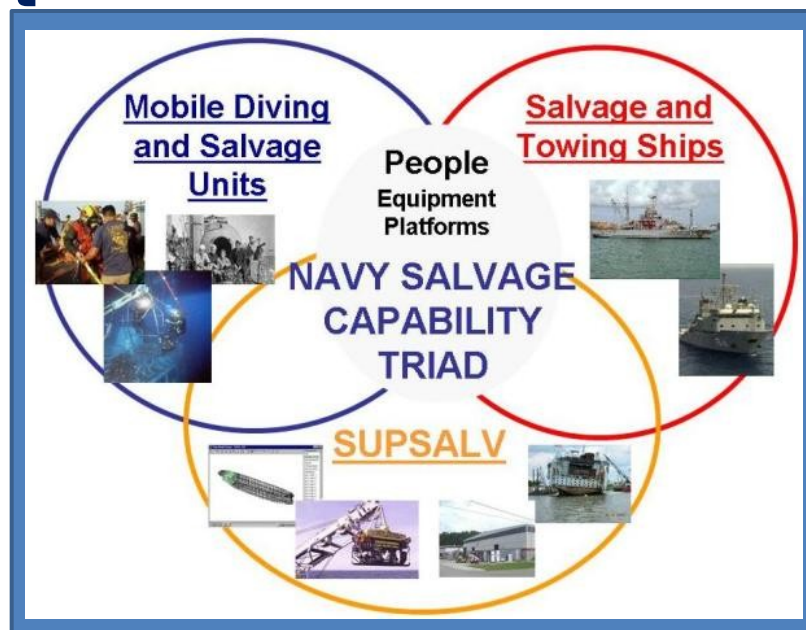 Mobile Diving
and Salvage
Units
Salvage and
Towing Ships
People
Equipment
Platforms
NAVY SALVAGE
CAPABILITY
TRIAD
SUPSALV